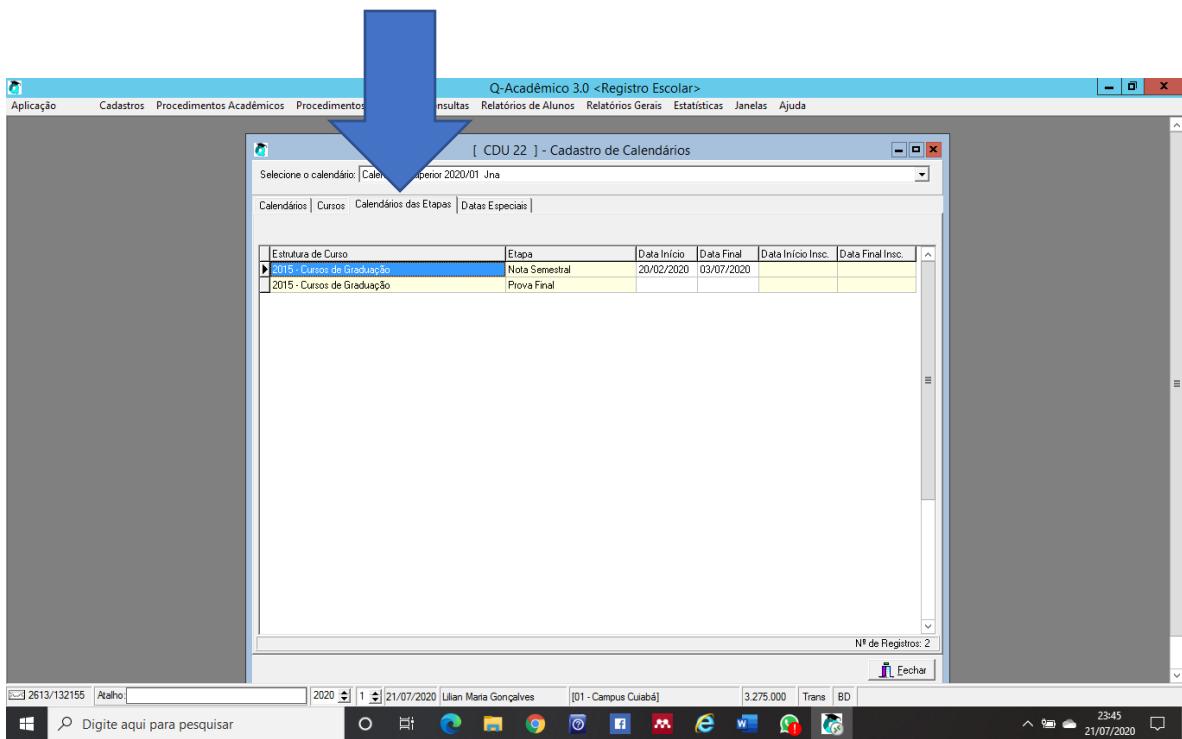 Q-Acadêmico 3.0 <Registro Escolar>
Aplicação Cadastros Procedimentos Acadêmicos Procedimentos Relatórios de Alunos Relatórios Gerais Estatísticas Janelas Ajuda
[ CDU 22 ] - Cadastro de Calendários
Selecione o calendário: 2020/01 Jna
Calendários Cursos Calendários das Etapas Datas Especiais
Estrutura de Curso Etapa Data Início Data Final Data Início Insc. Data Final Insc.
2015 - Cursos de Graduação Nota Semestral 20/02/2020 03/07/2020
2015 - Cursos de Graduação Prova Final
Nº de Registros: 2
Fechar
2613/132155 Atalho: 2020 1 21/07/2020 Lilian Maria Gonçalves [01 - Campus Cuiabá] 3.275.000 Trans BD
Digite aqui para pesquisar
23:45
21/07/2020